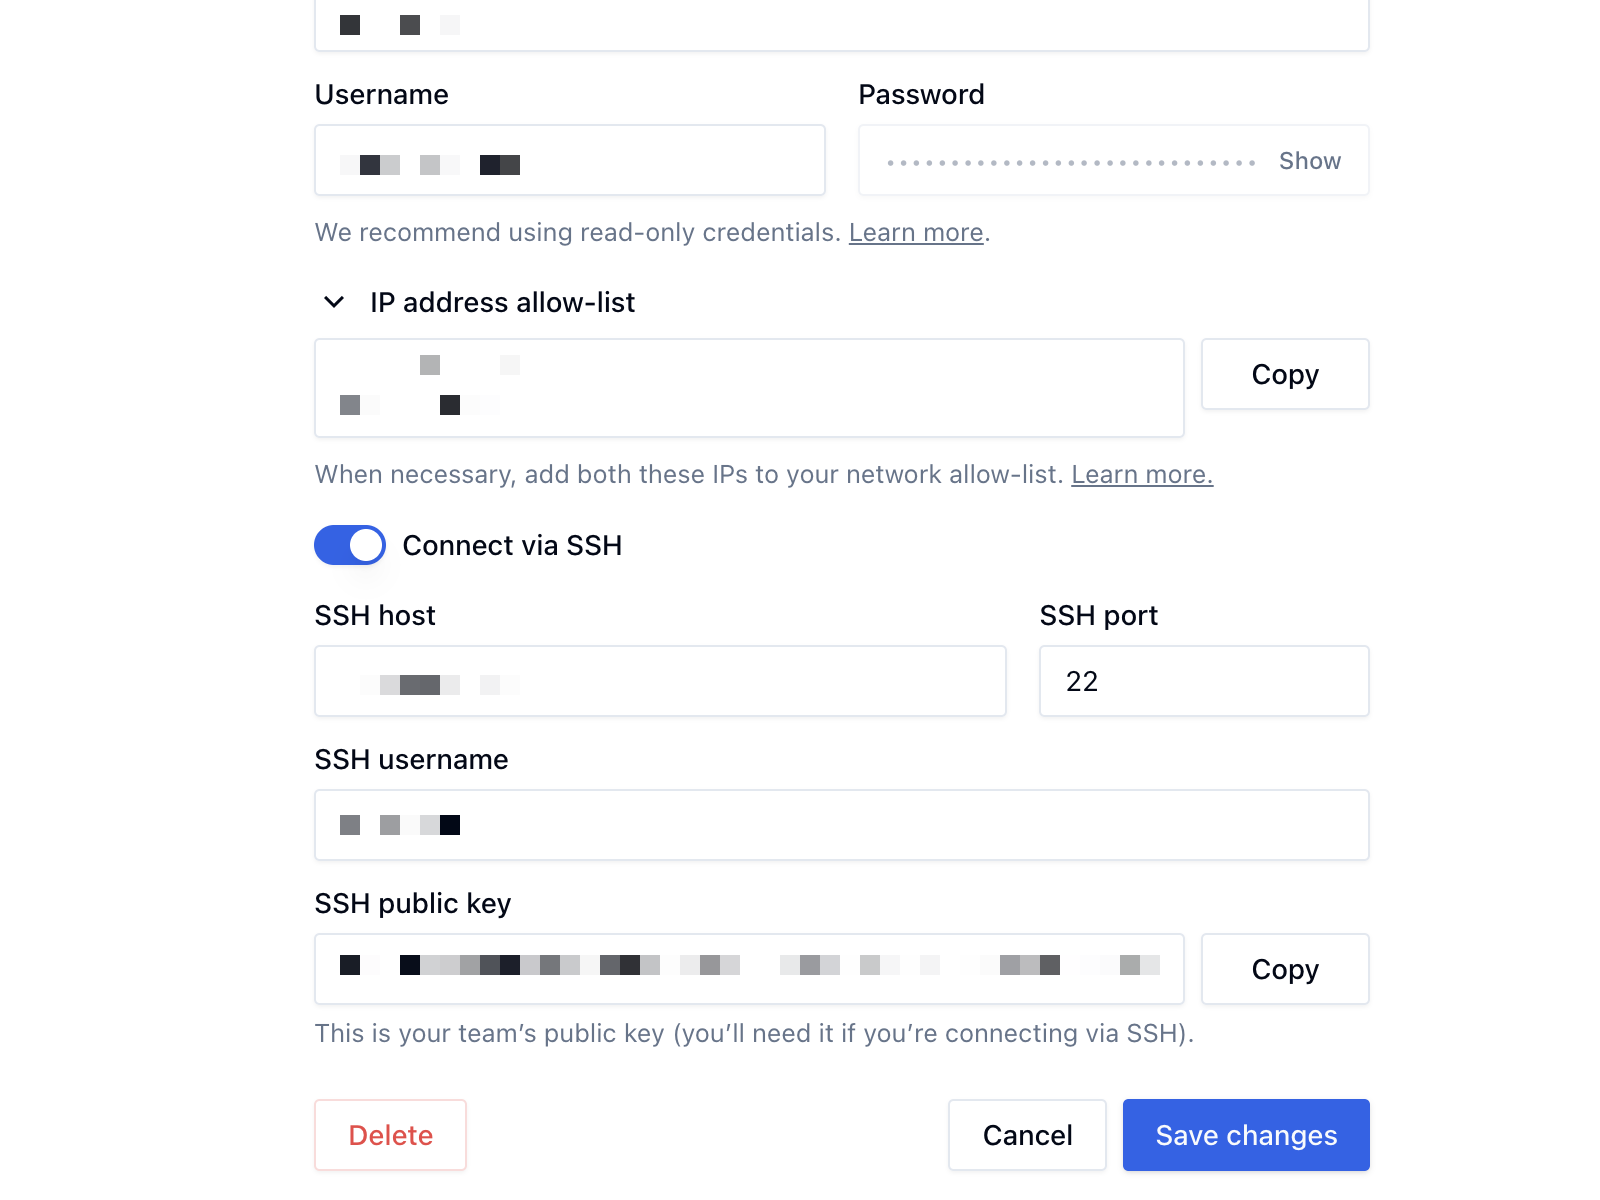 Username Password
Show
We recommend using read-only credentials. Learn more.
IP address allow-list
Copy
When necessary, add both these IPs to your network allow-list. Learn more.
Connect via SSH
SSH host SSH port
22
SSH username
SSH public key
Copy
This is your team’s public key (you’ll need it if you’re connecting via SSH).
Delete Cancel Save changes